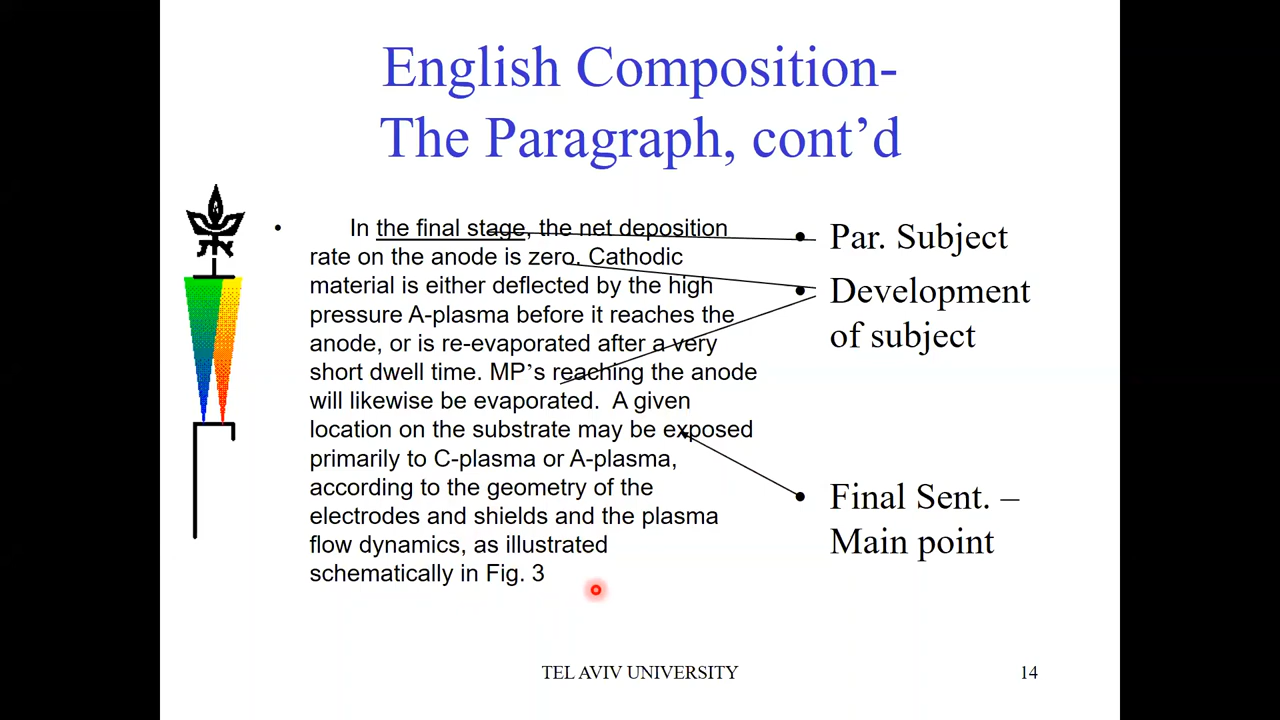 English Composition-
The Paragraph, cont’d
• In the final stage, the net deposition
rate on the anode is zero. Cathodic
material is either deflected by the high
pressure A-plasma before it reaches the
anode, or is re-evaporated after a very
short dwell time. MP’s reaching the anode
will likewise be evaporated.  A given
location on the substrate may be exposed
primarily to C-plasma or A-plasma,
according to the geometry of the
electrodes and shields and the plasma
flow dynamics, as illustrated
schematically in Fig. 3
• Par. Subject
• Development
of subject
• Final Sent. –
Main point
TEL AVIV UNIVERSITY
14